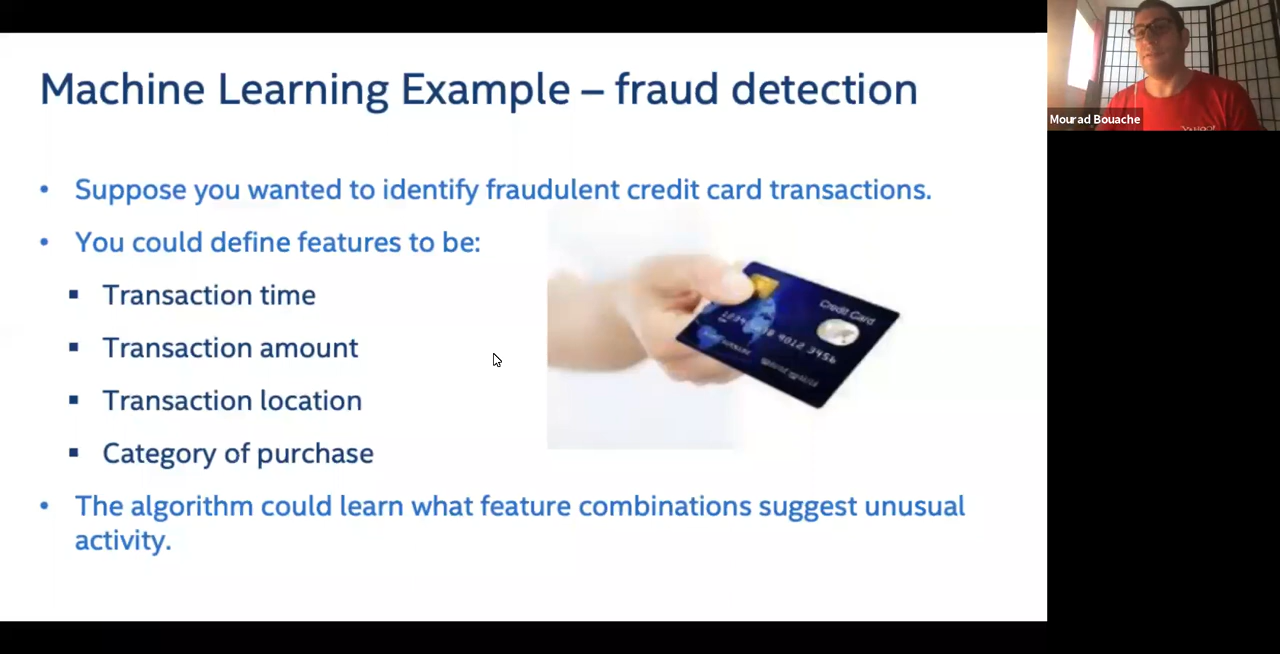 Machine Learning Example – fraud detection
• Suppose you wanted to identify fraudulent credit card transactions.
• You could define features to be:
▪ Transaction time
▪ Transaction amount
▪ Transaction location
▪ Category of purchase
• The algorithm could learn what feature combinations suggest unusual
activity.
Credit Card
9012 3456
Mourad Bouache